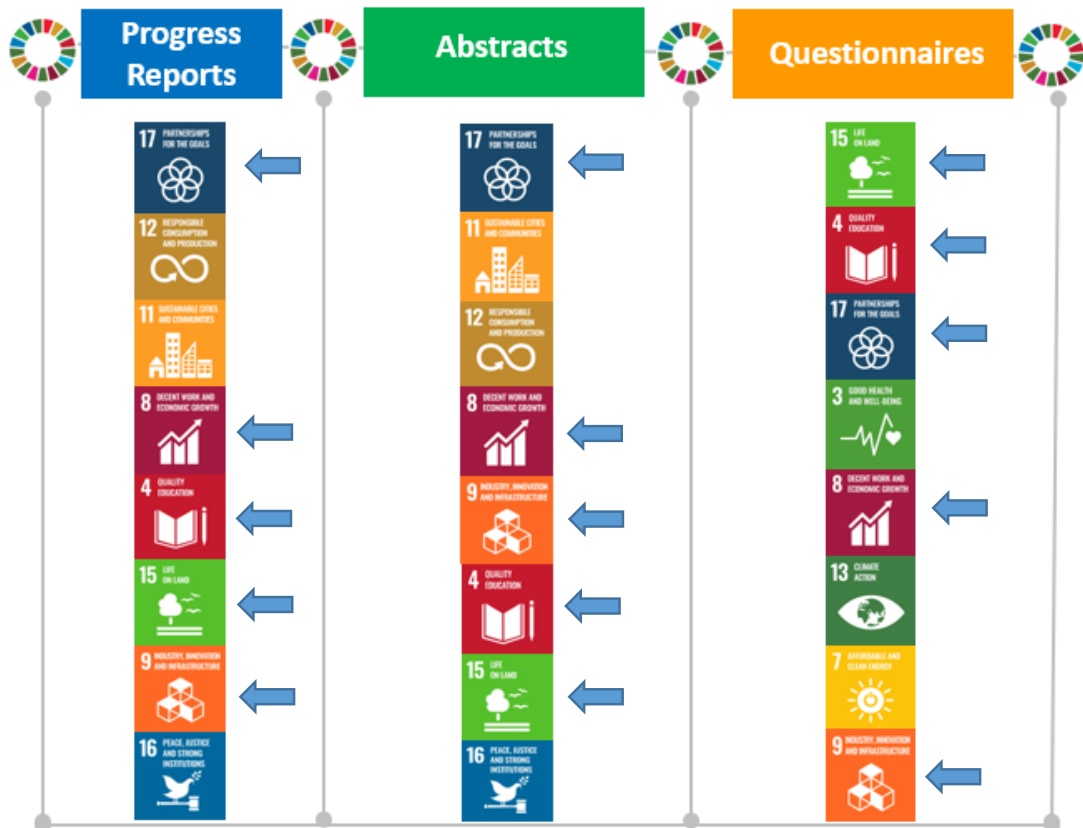 Progress
Reports
Abstracts
Questionnaires
17 PARTNERSHIPS
FOR THE GOALS
12 RESPONSIBLE
CONSUMPTION
AND PRODUCTION
11 SUSTAINABLE CITIES
AND COMMUNITIES
8 DECENT WORK AND
ECONOMIC GROWTH
4 QUALITY
EDUCATION
15 LIFE
ON LAND
9 INDUSTRY, INNOVATION
AND INFRASTRUCTURE
16 PEACE, JUSTICE
AND STRONG
INSTITUTIONS
17 PARTNERSHIPS
FOR THE GOALS
11 SUSTAINABLE CITIES
AND COMMUNITIES
12 RESPONSIBLE
CONSUMPTION
AND PRODUCTION
8 DECENT WORK AND
ECONOMIC GROWTH
9 INDUSTRY, INNOVATION
AND INFRASTRUCTURE
4 QUALITY
EDUCATION
15 LIFE
ON LAND
16 PEACE, JUSTICE
AND STRONG
INSTITUTIONS
15 LIFE
ON LAND
4 QUALITY
EDUCATION
17 PARTNERSHIPS
FOR THE GOALS
3 GOOD HEALTH
AND WELL-BEING
8 DECENT WORK AND
ECONOMIC GROWTH
13 CLIMATE
ACTION
7 AFFORDABLE AND
CLEAN ENERGY
9 INDUSTRY, INNOVATION
AND INFRASTRUCTURE